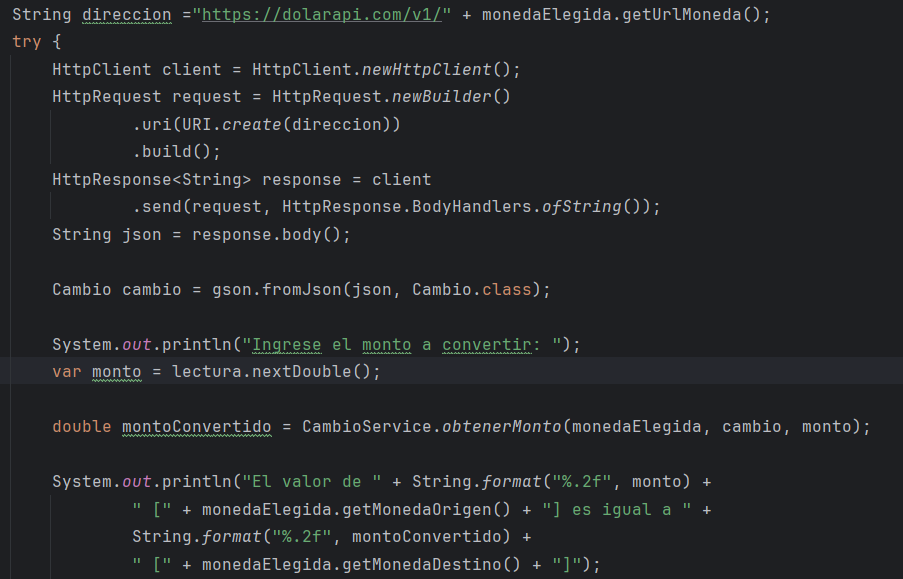 String direccion ="https://dolarapi.com/v1/" + monedaElegida.getUrlMoneda();
try {
    HttpClient client = HttpClient.newHttpClient();
    HttpRequest request = HttpRequest.newBuilder()
            .uri(URI.create(direccion))
            .build();
    HttpResponse<String> response = client
            .send(request, HttpResponse.BodyHandlers.ofString());
    String json = response.body();

    Cambio cambio = gson.fromJson(json, Cambio.class);

    System.out.println("Ingrese el monto a convertir: ");
    var monto = lectura.nextDouble();

    double montoConvertido = CambioService.obtenerMonto(monedaElegida, cambio, monto);

    System.out.println("El valor de " + String.format("%.2f", monto) +
            " [" + monedaElegida.getMonedaOrigen() + "] es igual a " +
            String.format("%.2f", montoConvertido) +
            " [" + monedaElegida.getMonedaDestino() + "]");